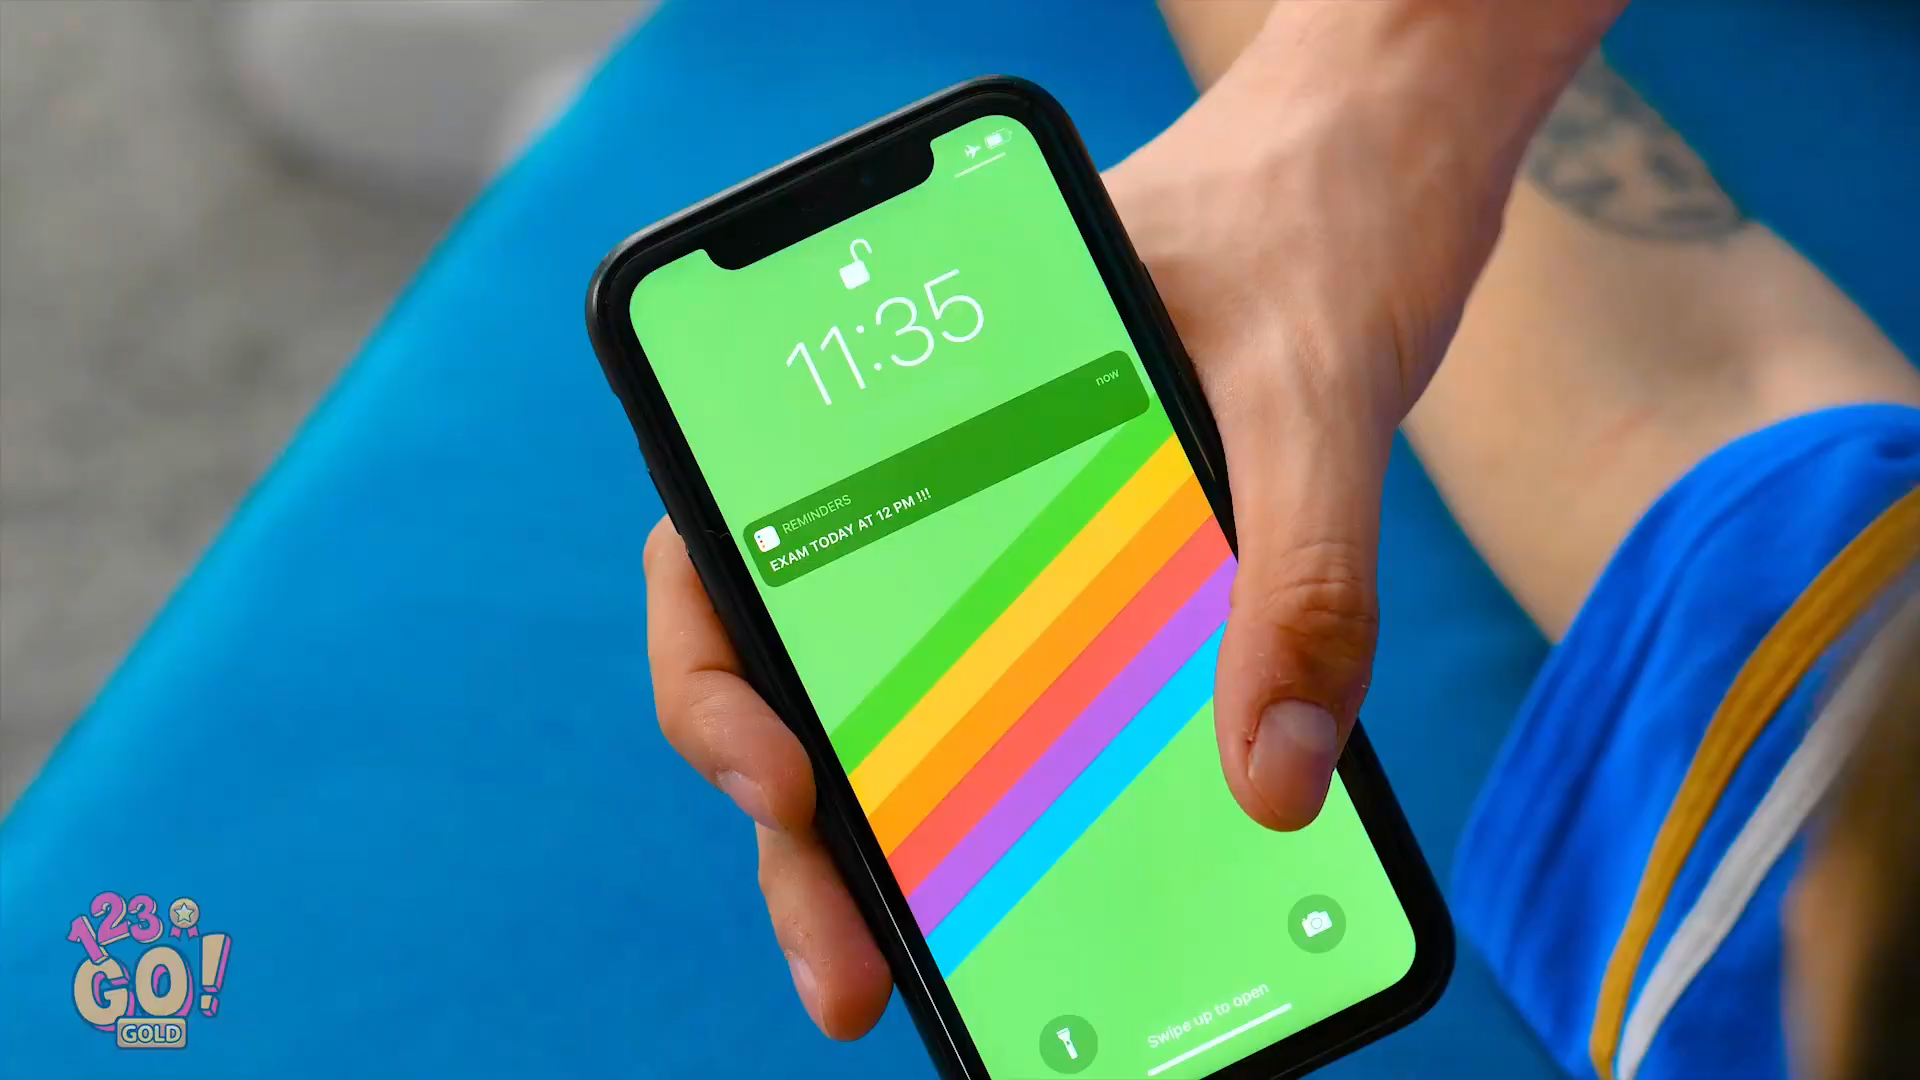 11:35
now
REMINDERS
EXAM TODAY AT 12 PM !!!
Swipe up to open
123
GO!
GOLD